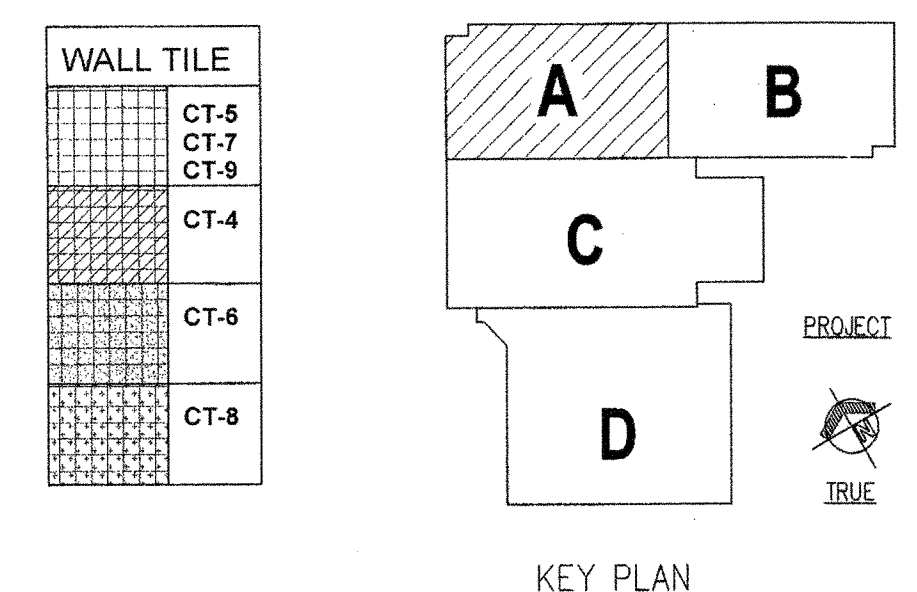 WALL TILE
CT-5
CT-7
CT-9
CT-4
CT-6
CT-8
A
B
C
D
PROJECT
N
TRUE
KEY PLAN